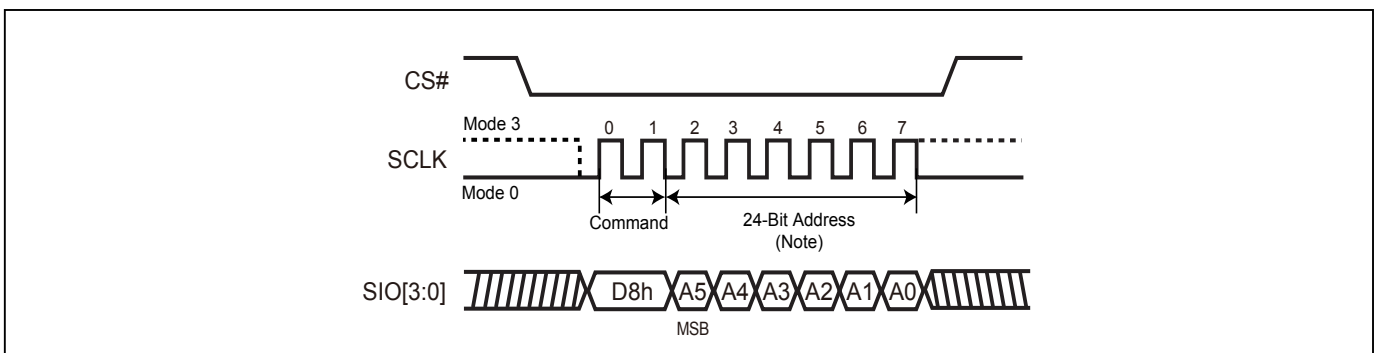 CS#
Mode 3
0 1 2 3 4 5 6 7
SCLK
Mode 0
Command
24-Bit Address
(Note)
SIO[3:0]
D8h A5 A4 A3 A2 A1 A0
MSB